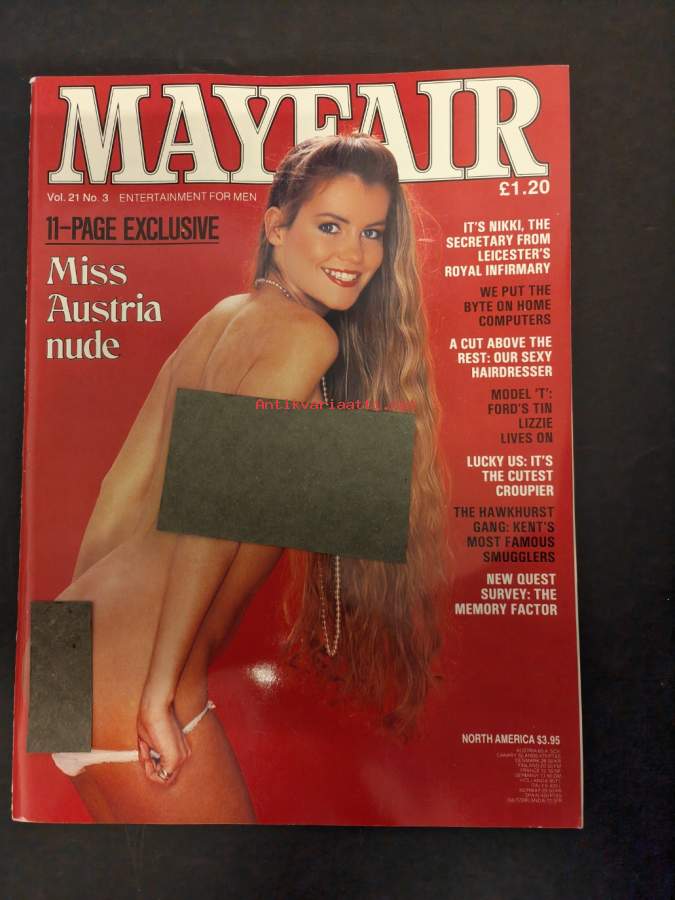 MAYFAIR
£1.20
Vol. 21 No. 3 ENTERTAINMENT FOR MEN
11-PAGE EXCLUSIVE
Miss
Austria
nude
IT'S NIKKI, THE
SECRETARY FROM
LEICESTER'S
ROYAL INFIRMARY
WE PUT THE
BYTE ON HOME
COMPUTERS
A CUT ABOVE THE
REST: OUR SEXY
HAIRDRESSER
MODEL 'T':
FORD'S TIN
LIZZIE
LIVES ON
LUCKY US: IT'S
THE CUTEST
CROUPIER
THE HAWKHURST
GANG: KENT'S
MOST FAMOUS
SMUGGLERS
NEW QUEST
SURVEY: THE
MEMORY FACTOR
NORTH AMERICA $3.95